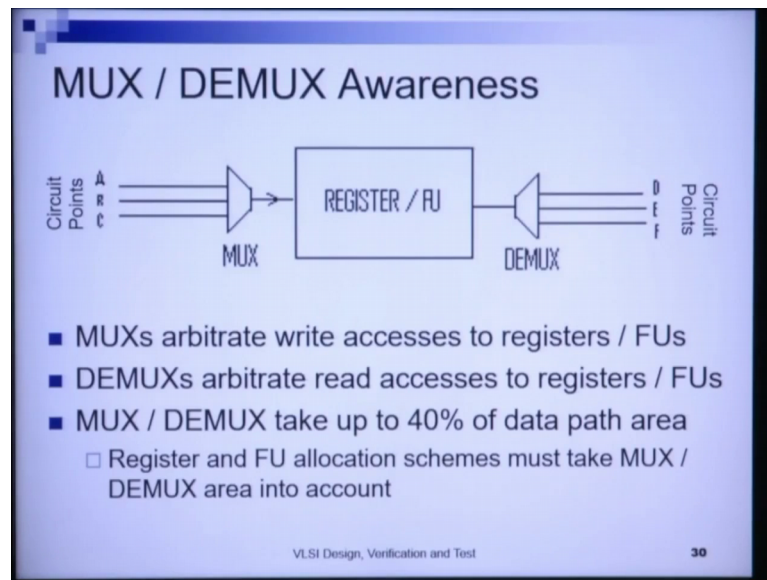 MUX / DEMUX Awareness
Circuit Points
A
B
C
MUX
REGISTER / FU
DEMUX
D
E
F
Circuit Points
MUXs arbitrate write accesses to registers / FUs
DEMUXs arbitrate read accesses to registers / FUs
MUX / DEMUX take up to 40% of data path area
Register and FU allocation schemes must take MUX /
DEMUX area into account
VLSI Design, Verification and Test
30